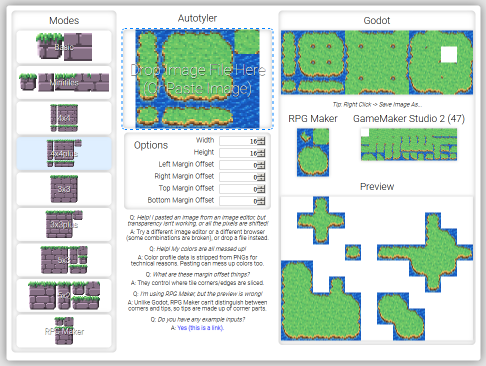 Modes
Basic
Minitiles
4x4
4x4plus
3x3
3x3plus
5x3
5x2
RPG Maker
Autotyler
Drop Image File Here
(Or Paste Image)
Options
Width 16
Height 16
Left Margin Offset 0
Right Margin Offset 0
Top Margin Offset 0
Bottom Margin Offset 0
Q: Help! I pasted an image from an image editor, but
transparency isn't working, or all the pixels are shifted!
A: Try a different image editor or a different browser
(some combinations are broken), or drop a file instead.
Q: Help! My colors are all messed up!
A: Color profile data is stripped from PNGs for
technical reasons. Pasting can mess up colors too.
Q: What are these margin offset things?
A: They control where tile corners/edges are sliced.
Q: I'm using RPG Maker, but the preview is wrong!
A: Unlike Godot, RPG Maker can't distinguish between
corners and tips, so tips are made up of corner parts.
Q: Do you have any example inputs?
A: Yes (this is a link).
Godot
Tip: Right Click -> Save Image As...
RPG Maker
GameMaker Studio 2 (47)
Preview